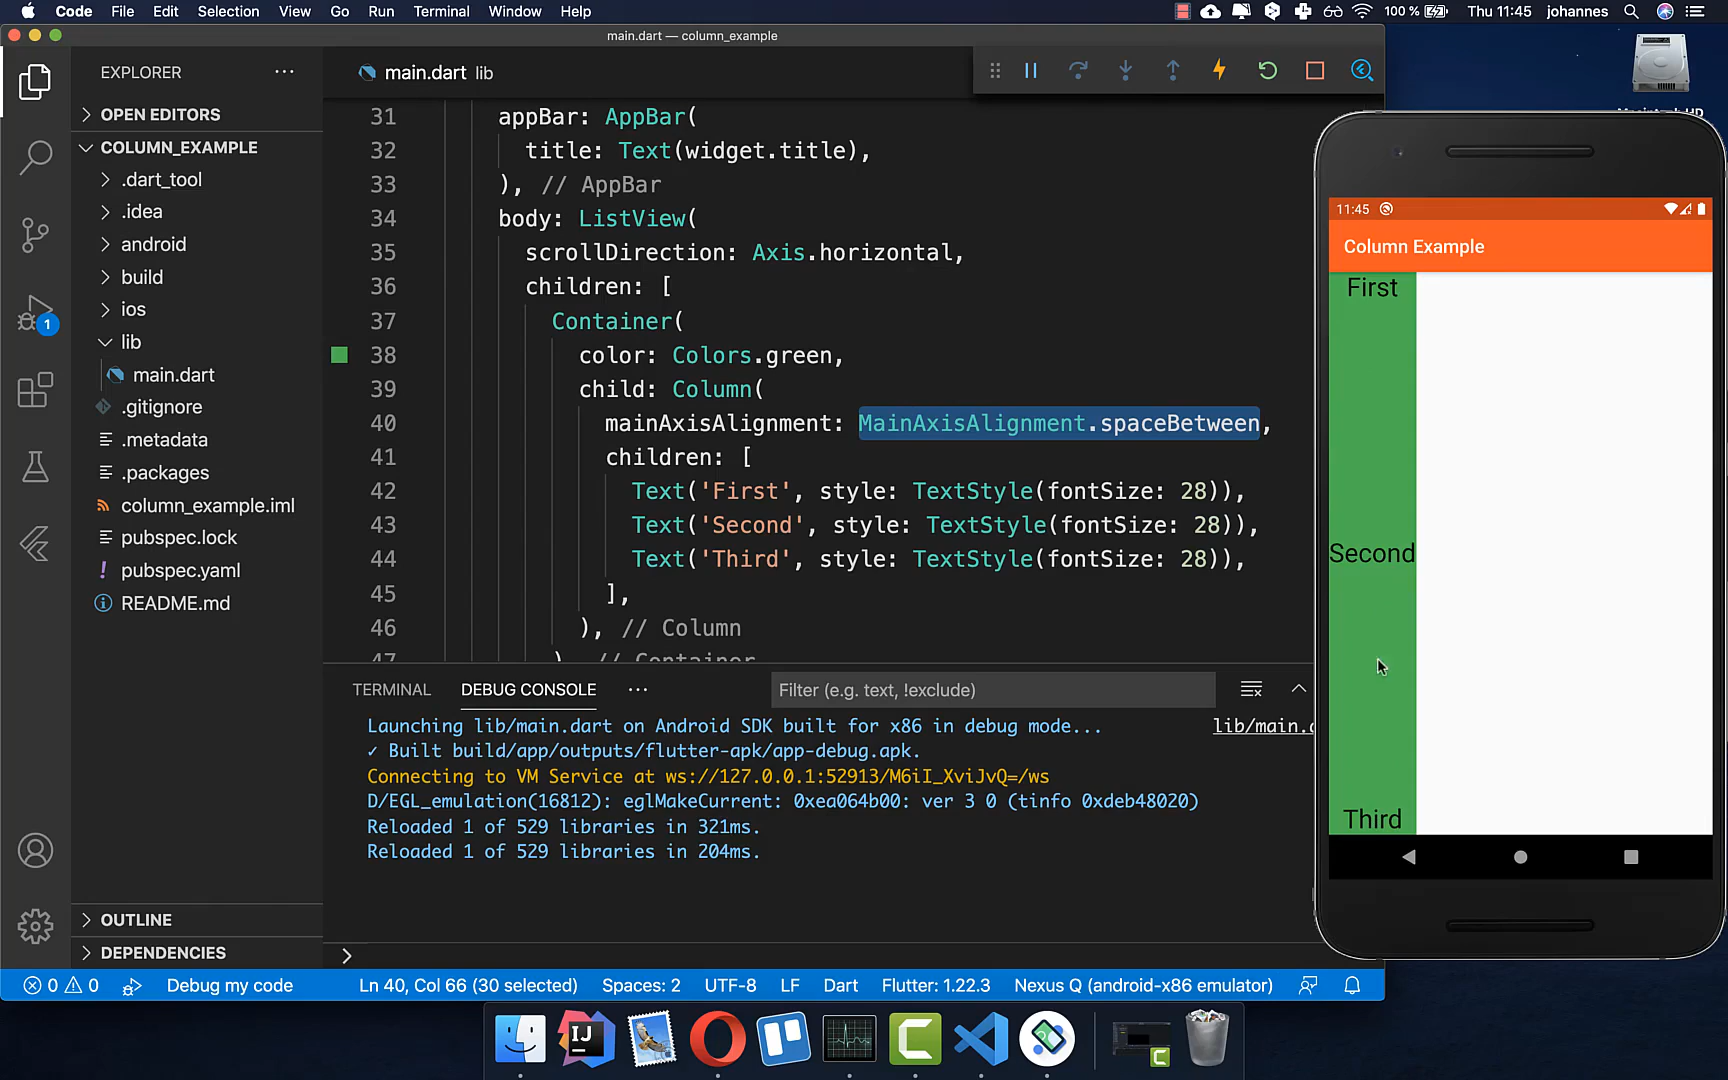 Code File Edit Selection View Go Run Terminal Window Help 100 % Thu 11:45 johannes
main.dart — column_example
EXPLORER
OPEN EDITORS
COLUMN_EXAMPLE
.dart_tool
.idea
android
build
ios
lib
main.dart
.gitignore
.metadata
.packages
column_example.iml
pubspec.lock
! pubspec.yaml
README.md
OUTLINE
DEPENDENCIES
1
main.dart lib
31 appBar: AppBar(
32 title: Text(widget.title),
33 ), // AppBar
34 body: ListView(
35 scrollDirection: Axis.horizontal,
36 children: [
37 Container(
38 color: Colors.green,
39 child: Column(
40 mainAxisAlignment: MainAxisAlignment.spaceBetween,
41 children: [
42 Text('First', style: TextStyle(fontSize: 28)),
43 Text('Second', style: TextStyle(fontSize: 28)),
44 Text('Third', style: TextStyle(fontSize: 28)),
45 ],
46 ), // Column
47 ), // Container
TERMINAL DEBUG CONSOLE ... Filter (e.g. text, !exclude)
Launching lib/main.dart on Android SDK built for x86 in debug mode... lib/main.d
✓ Built build/app/outputs/flutter-apk/app-debug.apk.
Connecting to VM Service at ws://127.0.0.1:52913/M6iI_XviJvQ=/ws
D/EGL_emulation(16812): eglMakeCurrent: 0xea064b00: ver 3 0 (tinfo 0xdeb48020)
Reloaded 1 of 529 libraries in 321ms.
Reloaded 1 of 529 libraries in 204ms.
0 0 Debug my code Ln 40, Col 66 (30 selected) Spaces: 2 UTF-8 LF Dart Flutter: 1.22.3 Nexus Q (android-x86 emulator)
11:45
Column Example
First
Second
Third
IJ